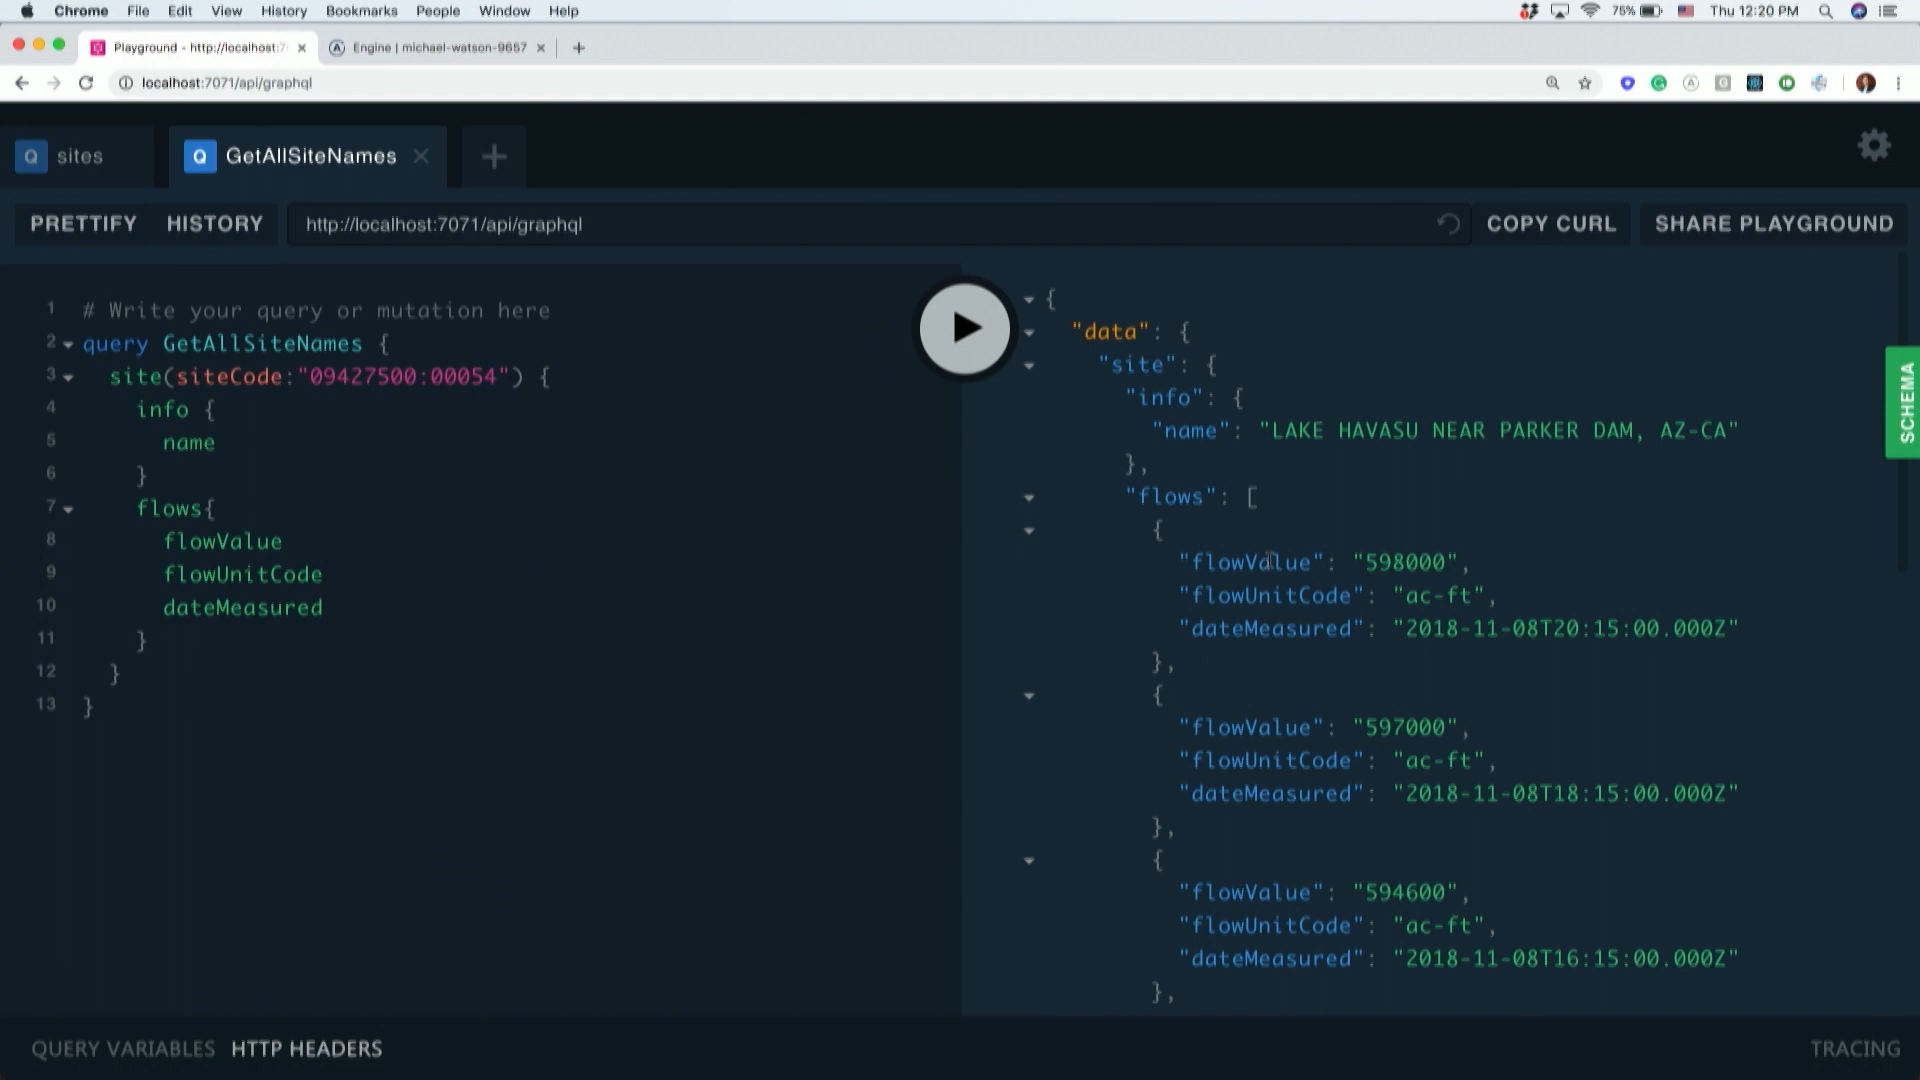 Chrome File Edit View History Bookmarks People Window Help 75% Thu 12:20 PM
Playground - http://localhost:7 Engine | michael-watson-9657
localhost:7071/api/graphql
Q sites Q GetAllSiteNames
PRETTIFY HISTORY http://localhost:7071/api/graphql COPY CURL SHARE PLAYGROUND
1 # Write your query or mutation here
2 query GetAllSiteNames {
3 site(siteCode:"09427500:00054") {
4 info {
5 name
6 }
7 flows{
8 flowValue
9 flowUnitCode
10 dateMeasured
11 }
12 }
13 }
{
"data": {
"site": {
"info": {
"name": "LAKE HAVASU NEAR PARKER DAM, AZ-CA"
},
"flows": [
{
"flowValue": "598000",
"flowUnitCode": "ac-ft",
"dateMeasured": "2018-11-08T20:15:00.000Z"
},
{
"flowValue": "597000",
"flowUnitCode": "ac-ft",
"dateMeasured": "2018-11-08T18:15:00.000Z"
},
{
"flowValue": "594600",
"flowUnitCode": "ac-ft",
"dateMeasured": "2018-11-08T16:15:00.000Z"
},
SCHEMA
QUERY VARIABLES HTTP HEADERS TRACING